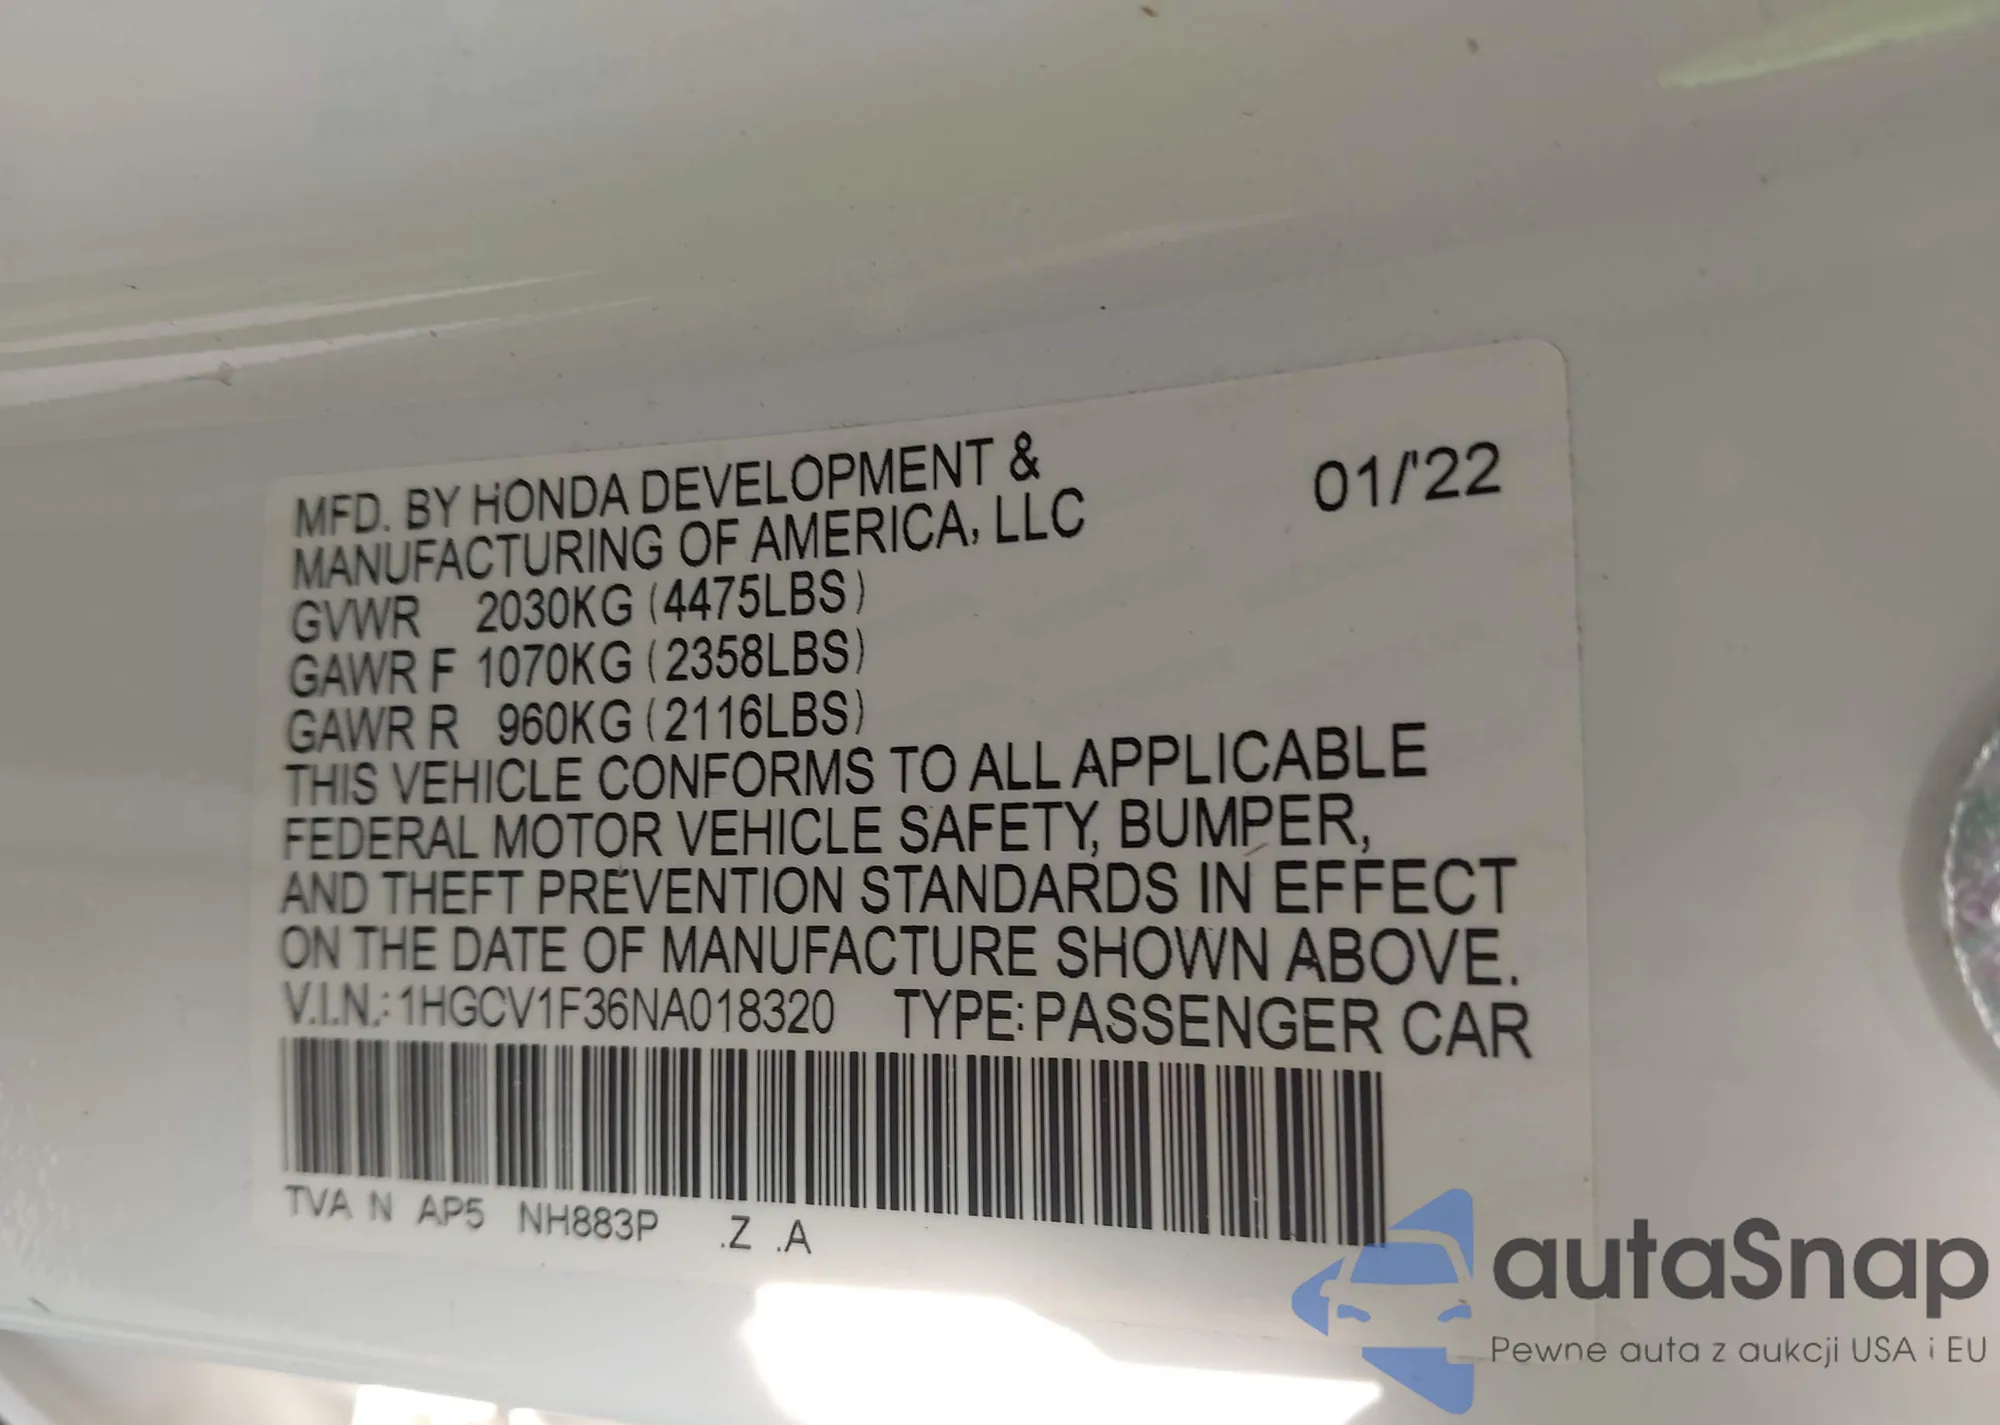 MFD. BY HONDA DEVELOPMENT &
MANUFACTURING OF AMERICA, LLC
01/'22
GVWR 2030KG (4475LBS)
GAWR F 1070KG (2358LBS)
GAWR R 960KG (2116LBS)
THIS VEHICLE CONFORMS TO ALL APPLICABLE
FEDERAL MOTOR VEHICLE SAFETY, BUMPER,
AND THEFT PREVENTION STANDARDS IN EFFECT
ON THE DATE OF MANUFACTURE SHOWN ABOVE.
V.I.N.: 1HGCV1F36NA018320 TYPE: PASSENGER CAR
TVA N AP5 NH883P .Z .A
autaSnap
Pewne auta z aukcji USA i EU